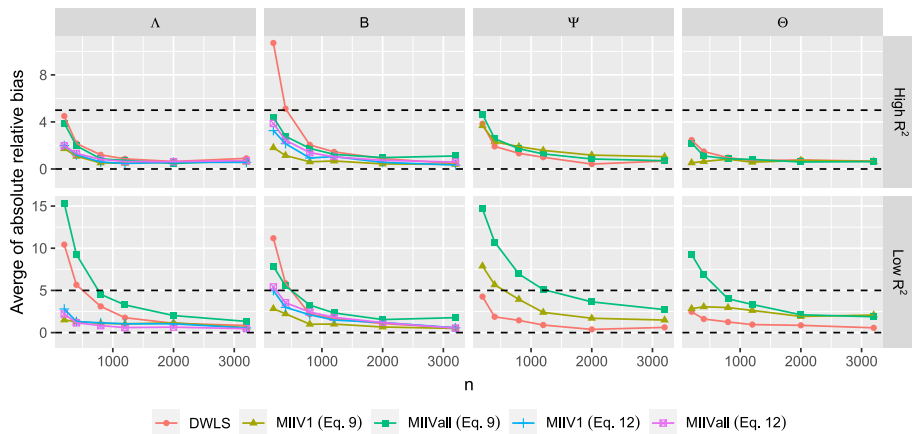 Λ B Ψ Θ
Averge of absolute relative bias
8
4
0
High R²
15
10
5
0
Low R²
1000 2000 3000 1000 2000 3000 1000 2000 3000 1000 2000 3000
n
DWLS MIIV1 (Eq. 9) MIIVall (Eq. 9) MIIV1 (Eq. 12) MIIVall (Eq. 12)